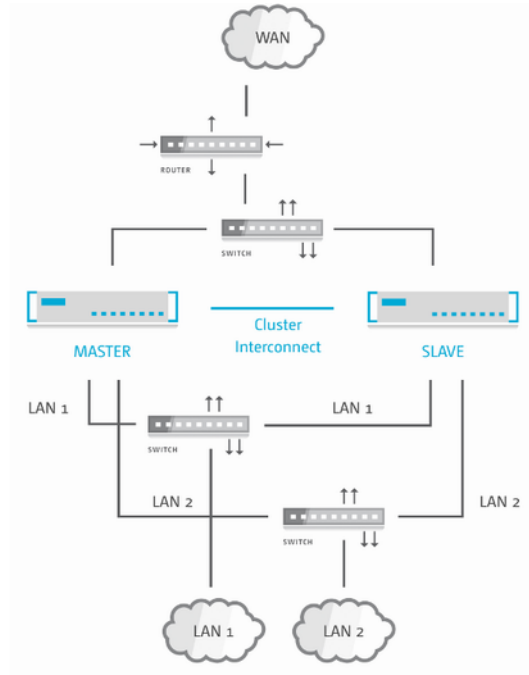 WAN
ROUTER
SWITCH
Cluster
Interconnect
MASTER
SLAVE
LAN 1
LAN 1
SWITCH
LAN 2
LAN 2
SWITCH
LAN 1
LAN 2